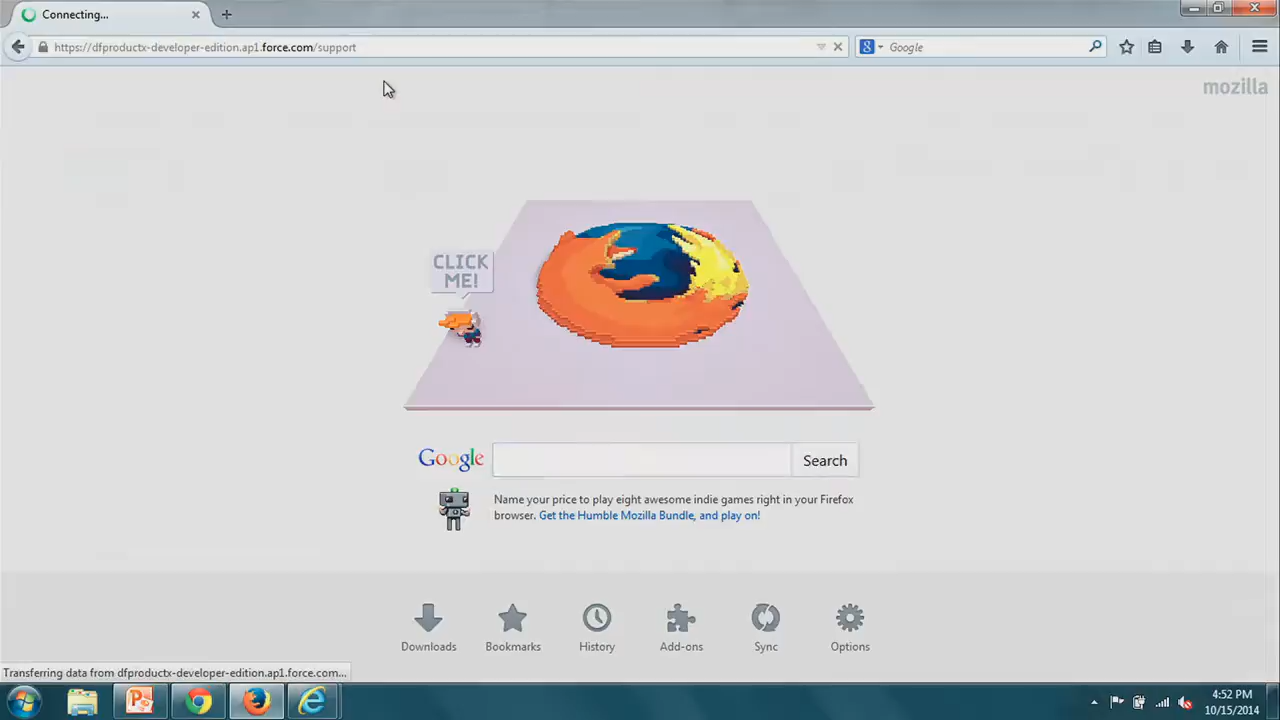 Connecting...
https://dfproductx-developer-edition.ap1.force.com/support
Google
mozilla
CLICK
ME!
Google
Search
Name your price to play eight awesome indie games right in your Firefox
browser. Get the Humble Mozilla Bundle, and play on!
Downloads
Bookmarks
History
Add-ons
Sync
Options
Transferring data from dfproductx-developer-edition.ap1.force.com...
4:52 PM
10/15/2014